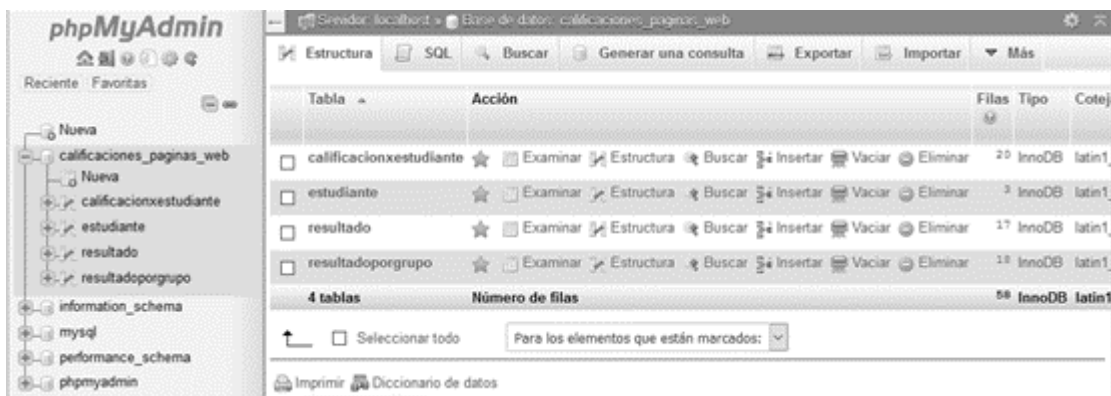 phpMyAdmin
Reciente Favoritas
Nueva
calificaciones_paginas_web
Nueva
calificacionxestudiante
estudiante
resultado
resultadoporgrupo
information_schema
mysql
performance_schema
phpmyadmin
Servidor: localhost » Base de datos: calificaciones_paginas_web
Estructura SQL Buscar Generar una consulta Exportar Importar Más
Tabla Acción Filas Tipo Cotej
calificacionxestudiante Examinar Estructura Buscar Insertar Vaciar Eliminar 20 InnoDB latin1_
estudiante Examinar Estructura Buscar Insertar Vaciar Eliminar 3 InnoDB latin1_
resultado Examinar Estructura Buscar Insertar Vaciar Eliminar 17 InnoDB latin1_
resultadoporgrupo Examinar Estructura Buscar Insertar Vaciar Eliminar 18 InnoDB latin1_
4 tablas Número de filas 58 InnoDB latin1
Seleccionar todo Para los elementos que están marcados:
Imprimir Diccionario de datos